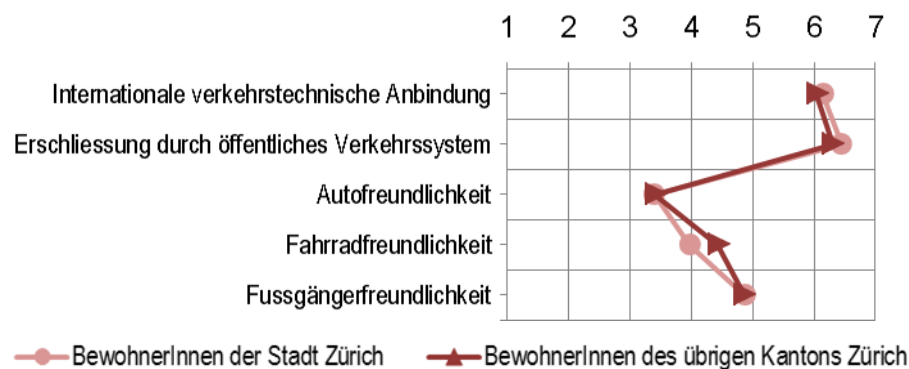 1 2 3 4 5 6 7
Internationale verkehrstechnische Anbindung
Erschliessung durch öffentliches Verkehrssystem
Autofreundlichkeit
Fahrradfreundlichkeit
Fussgängerfreundlichkeit
BewohnerInnen der Stadt Zürich BewohnerInnen des übrigen Kantons Zürich